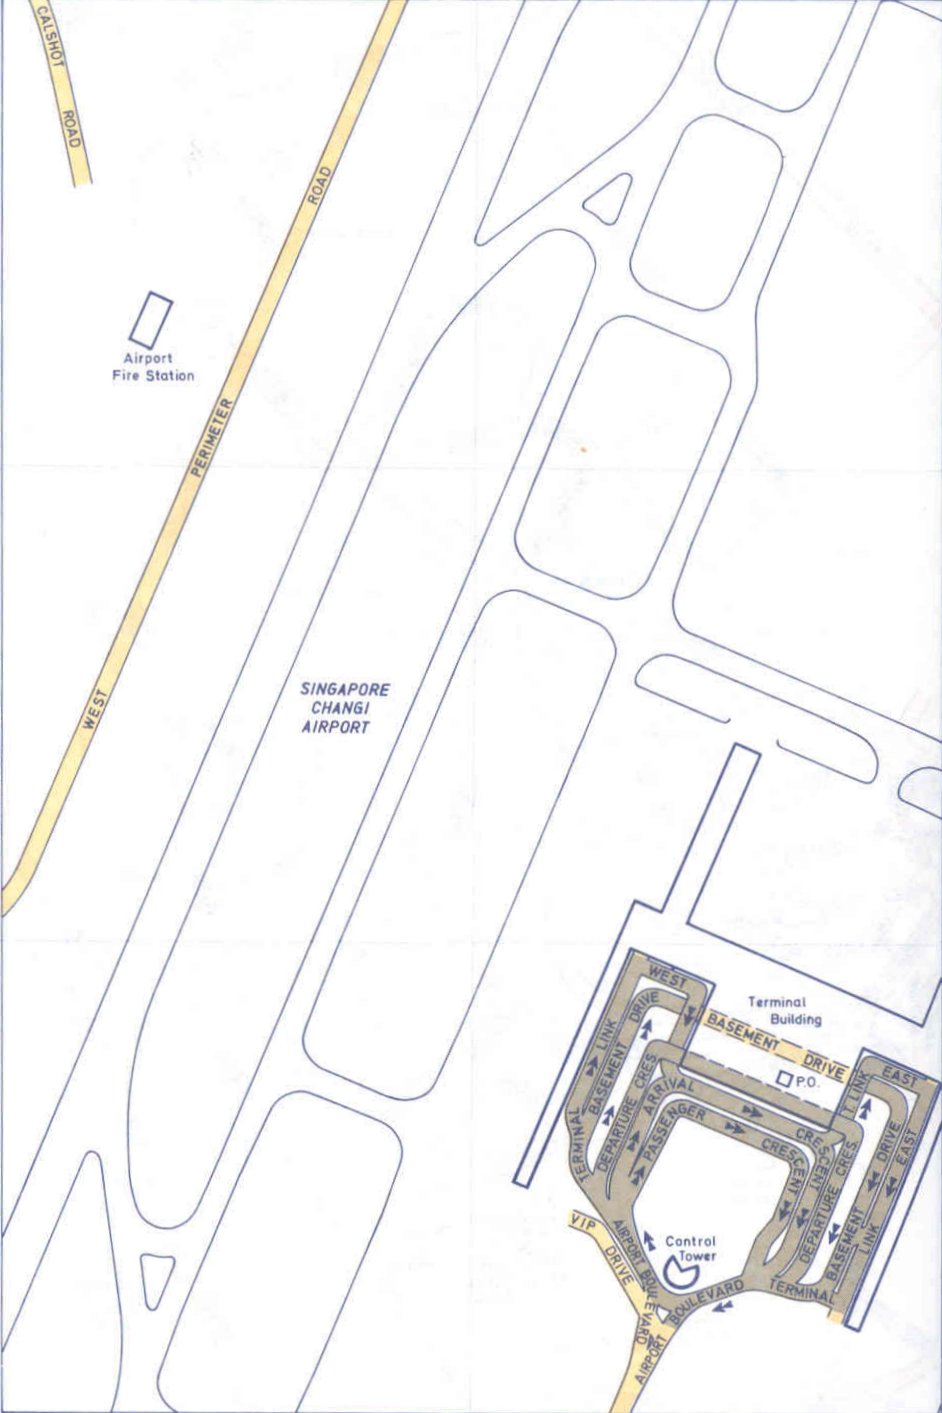 CALSHOT ROAD
WEST PERIMETER ROAD
Airport
Fire Station
SINGAPORE
CHANGI
AIRPORT
Terminal
Building
P.O.
WEST
TERMINAL LINK
BASEMENT DRIVE
BASEMENT DRIVE
DEPARTURE CRES.
ARRIVAL CRESCENT
PASSENGER CRESCENT
T. LINK
EAST
DEPARTURE CRES.
BASEMENT DRIVE EAST
TERMINAL LINK
VIP DRIVE
AIRPORT BOULEVARD
Control
Tower
AIRPORT BOULEVARD